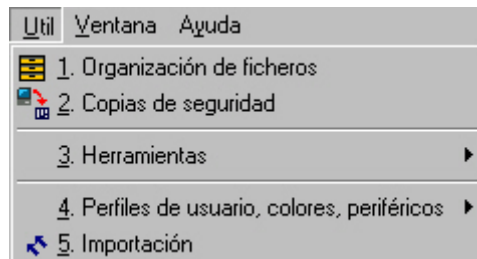 Util Ventana Ayuda
1. Organización de ficheros
2. Copias de seguridad
3. Herramientas
4. Perfiles de usuario, colores, periféricos
5. Importación